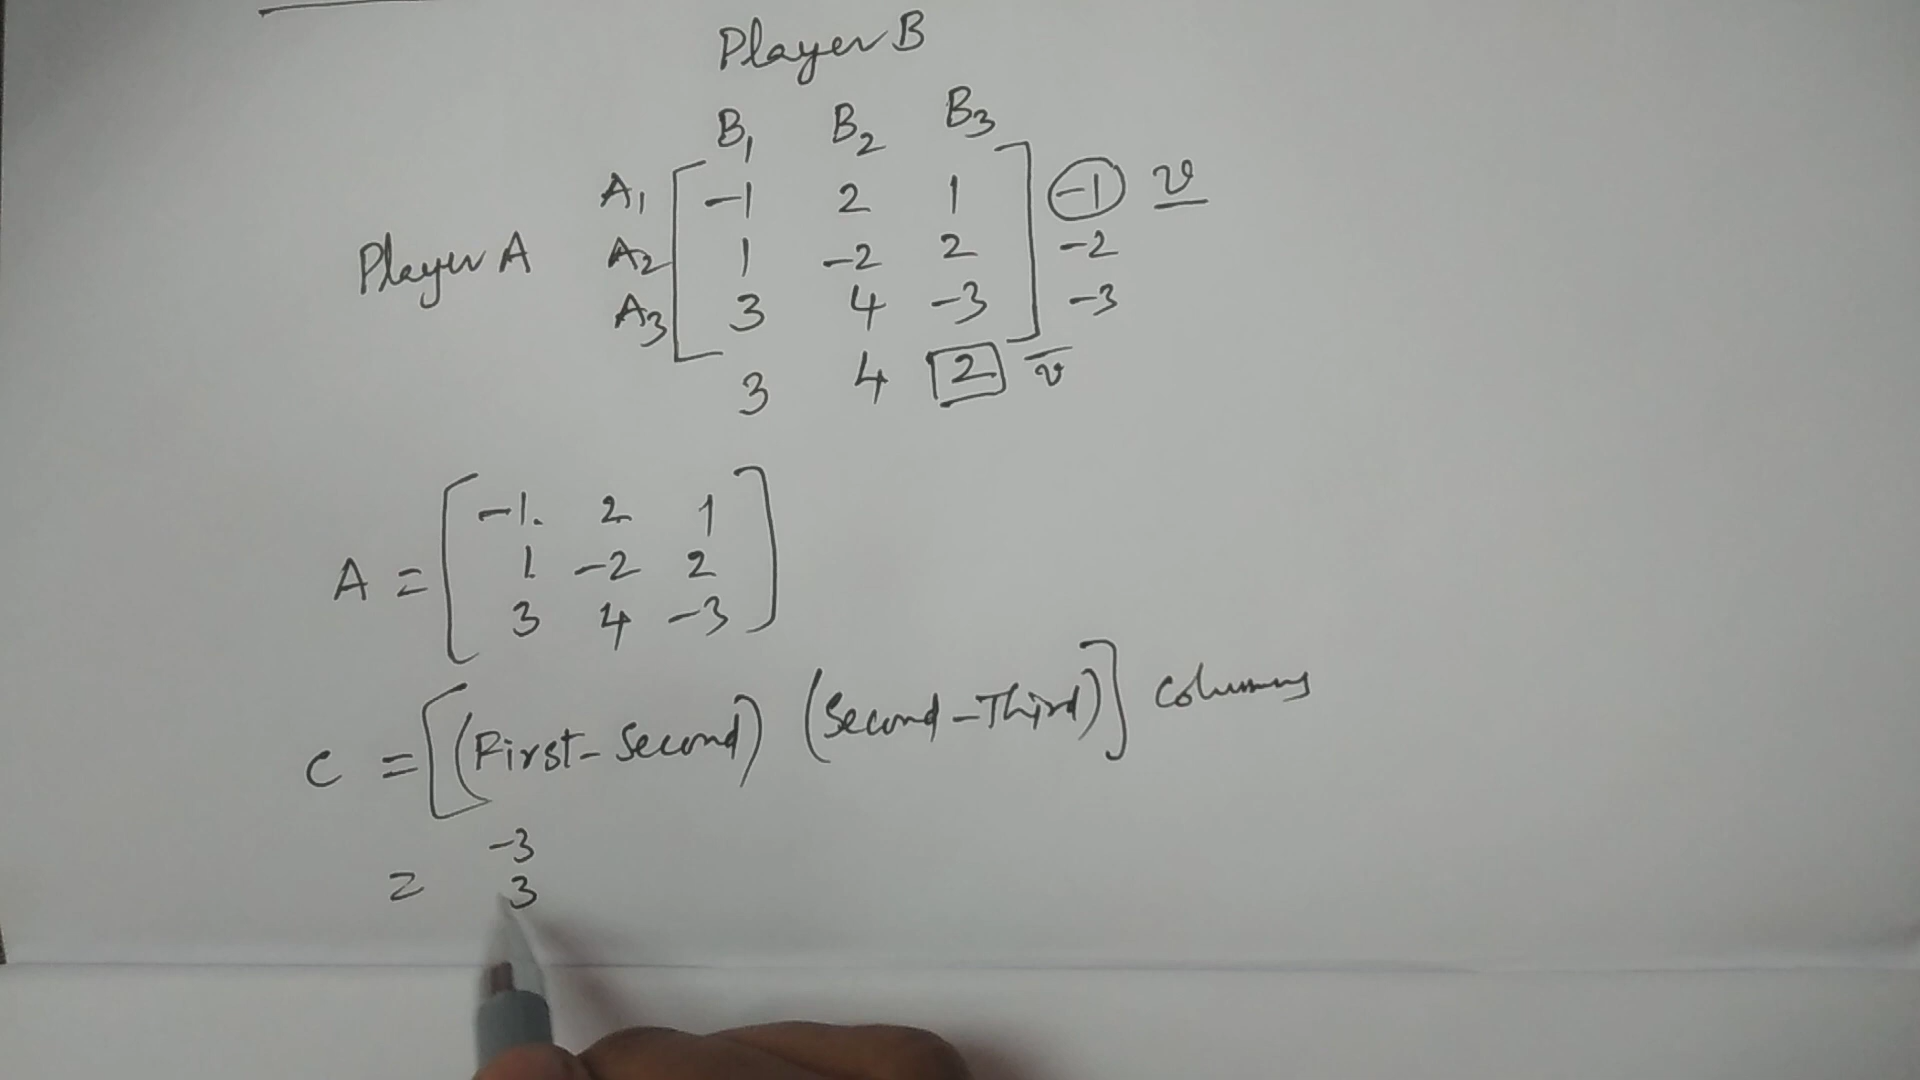 Player B
B1 B2 B3
A1 -1 2 1 -1 v
Player A A2 1 -2 2 -2
A3 3 4 -3 -3
3 4 2 v̅
A = -1. 2 1
1 -2 2
3 4 -3
C = [(First - Second) (Second - Third)] columns
-3
= 3